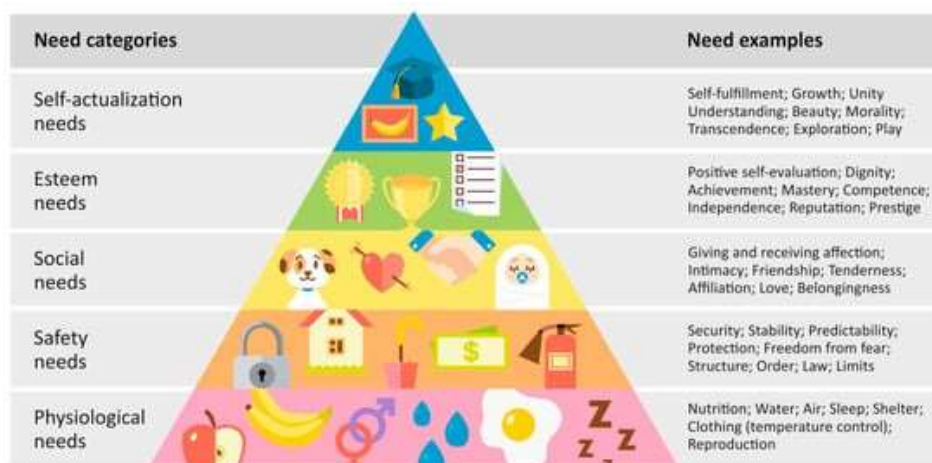 Need categories
Need examples
Self-actualization
needs
Self-fulfillment; Growth; Unity
Understanding; Beauty; Morality;
Transcendence; Exploration; Play
Esteem
needs
Positive self-evaluation; Dignity;
Achievement; Mastery; Competence;
Independence; Reputation; Prestige
Social
needs
Giving and receiving affection;
Intimacy; Friendship; Tenderness;
Affiliation; Love; Belongingness
Safety
needs
$
Security; Stability; Predictability;
Protection; Freedom from fear;
Structure; Order; Law; Limits
Physiological
needs
Z
Z
Z
Z
Nutrition; Water; Air; Sleep; Shelter;
Clothing (temperature control);
Reproduction